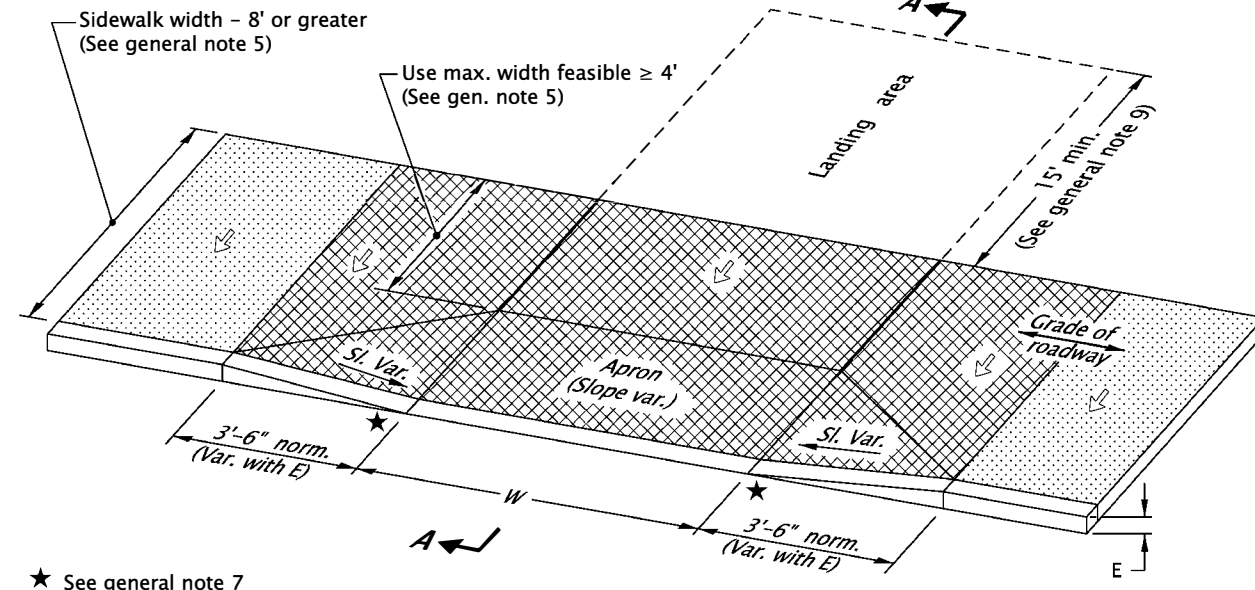 Sidewalk width – 8' or greater
(See general note 5)
A
Use max. width feasible ≥ 4'
(See gen. note 5)
Landing area
15' min.
(See general note 9)
Grade of
roadway
Sl. Var.
Apron
(Slope var.)
Sl. Var.
3'-6" norm.
(Var. with E)
W
3'-6" norm.
(Var. with E)
A
E
★ See general note 7